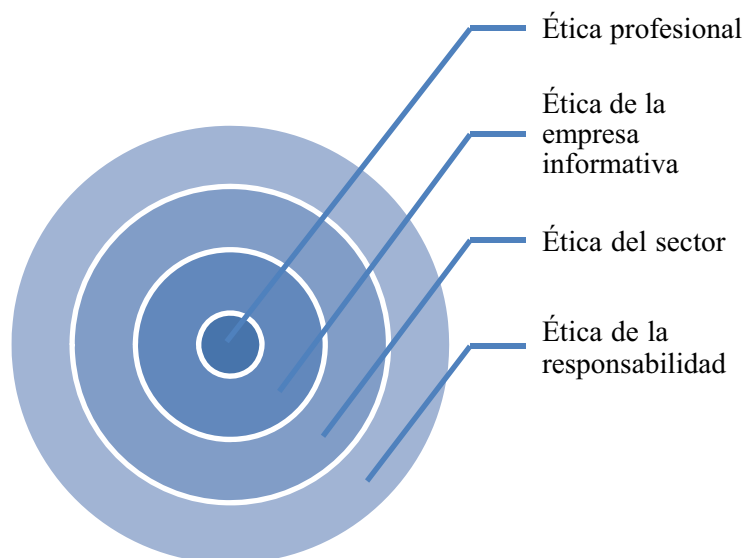 Ética profesional
Ética de la
empresa
informativa
Ética del sector
Ética de la
responsabilidad